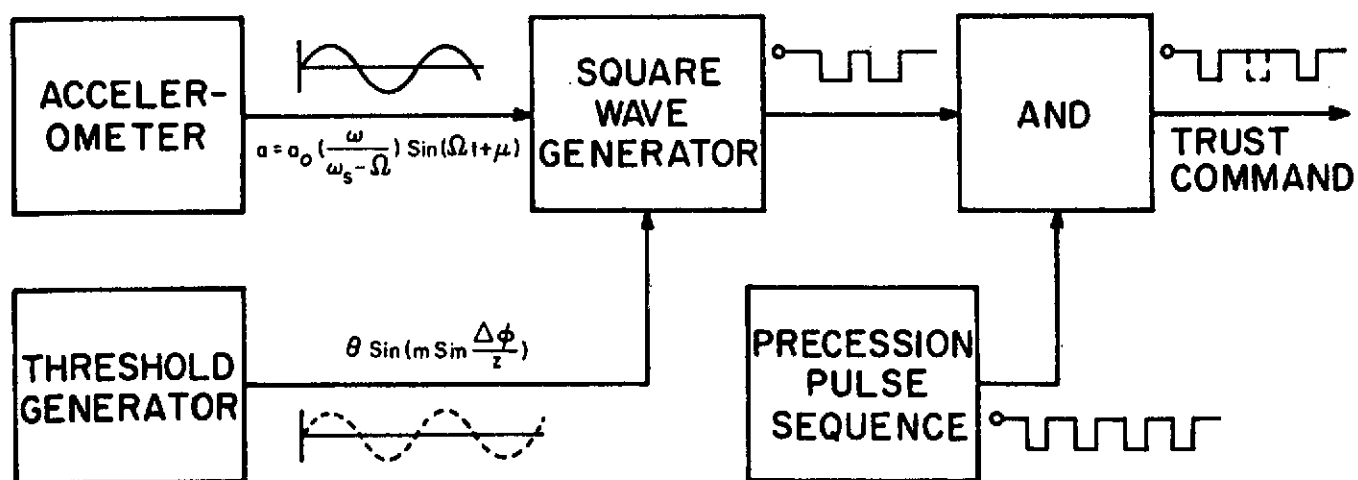 ACCELER-
OMETER
a = a₀ (ω / ωₛ - Ω) Sin(Ωt+μ)
SQUARE
WAVE
GENERATOR
AND
TRUST
COMMAND
THRESHOLD
GENERATOR
θ Sin(m Sin Δϕ / z)
PRECESSION
PULSE
SEQUENCE